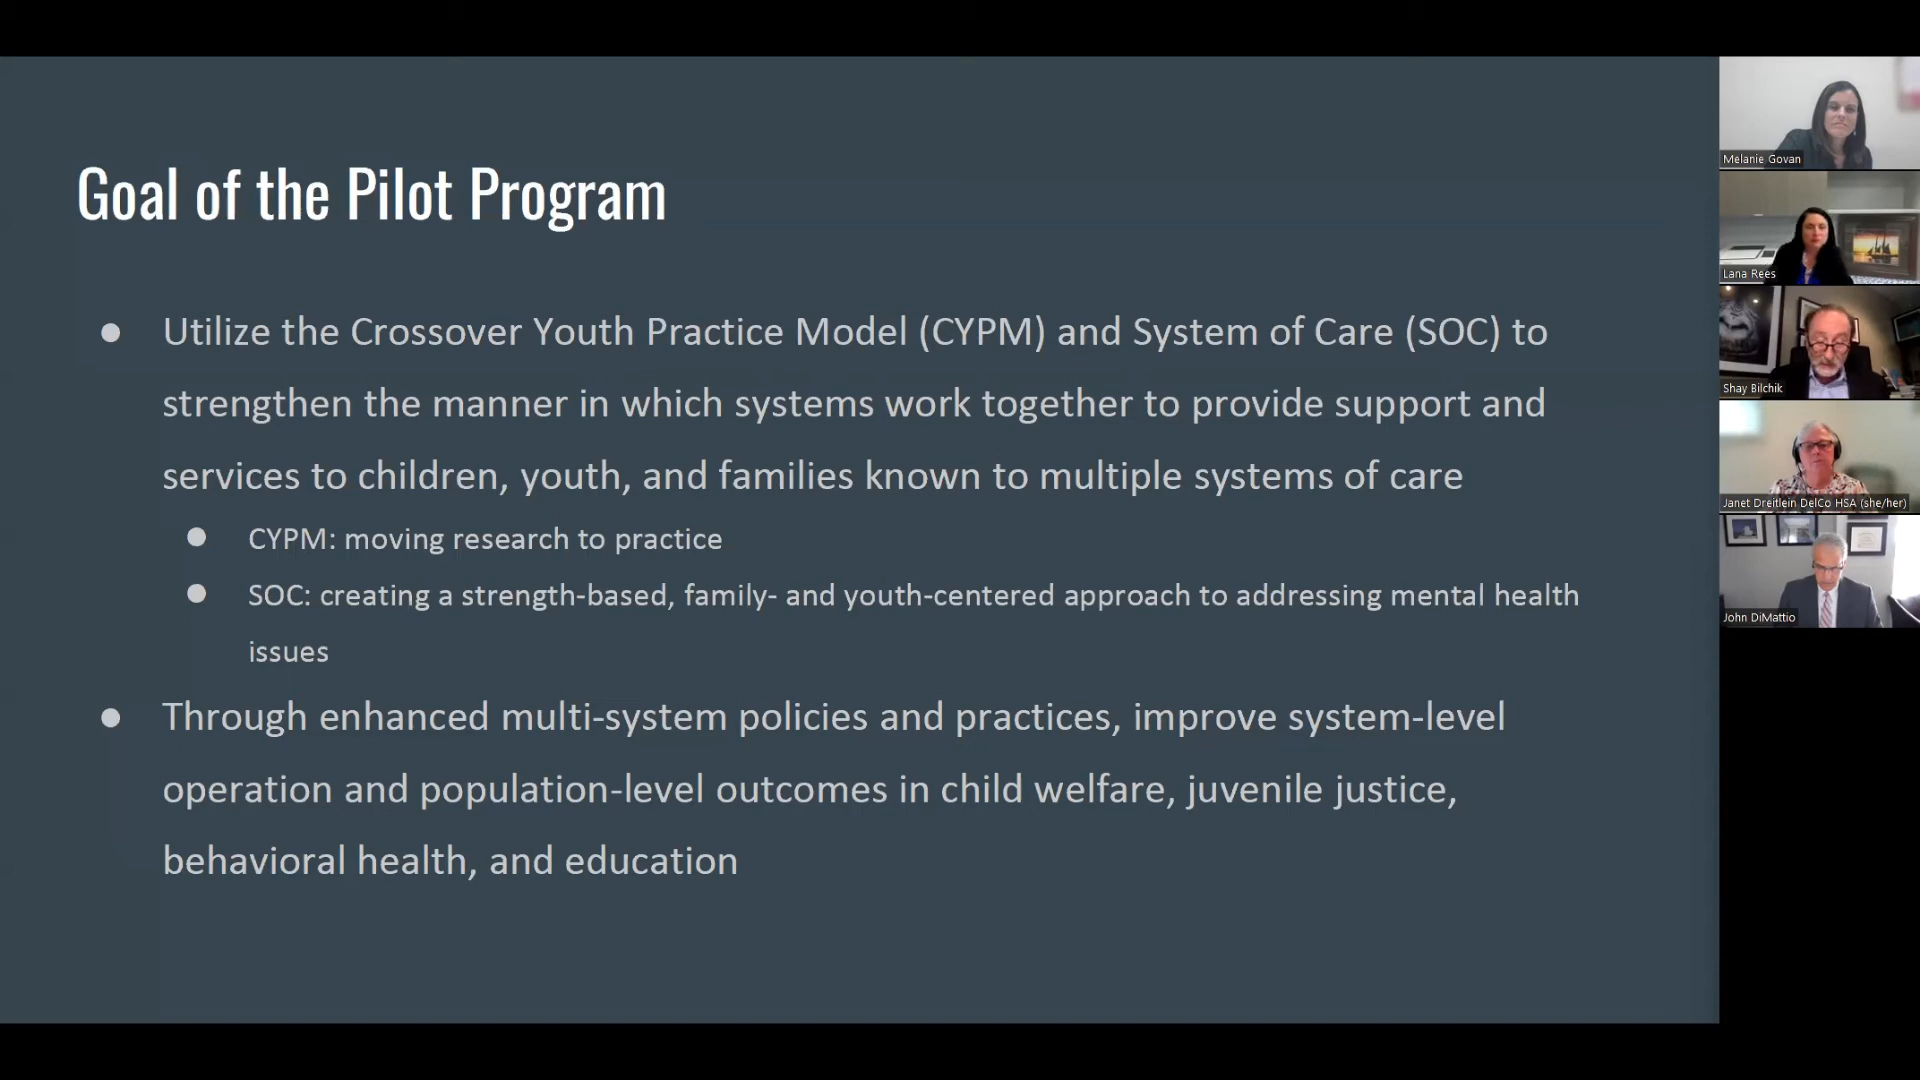 Goal of the Pilot Program
● Utilize the Crossover Youth Practice Model (CYPM) and System of Care (SOC) to
strengthen the manner in which systems work together to provide support and
services to children, youth, and families known to multiple systems of care
● CYPM: moving research to practice
● SOC: creating a strength-based, family- and youth-centered approach to addressing mental health
issues
● Through enhanced multi-system policies and practices, improve system-level
operation and population-level outcomes in child welfare, juvenile justice,
behavioral health, and education
Melanie Govan
Lana Rees
Shay Bilchik
Janet Dreitlein DelCo HSA (she/her)
John DiMattio